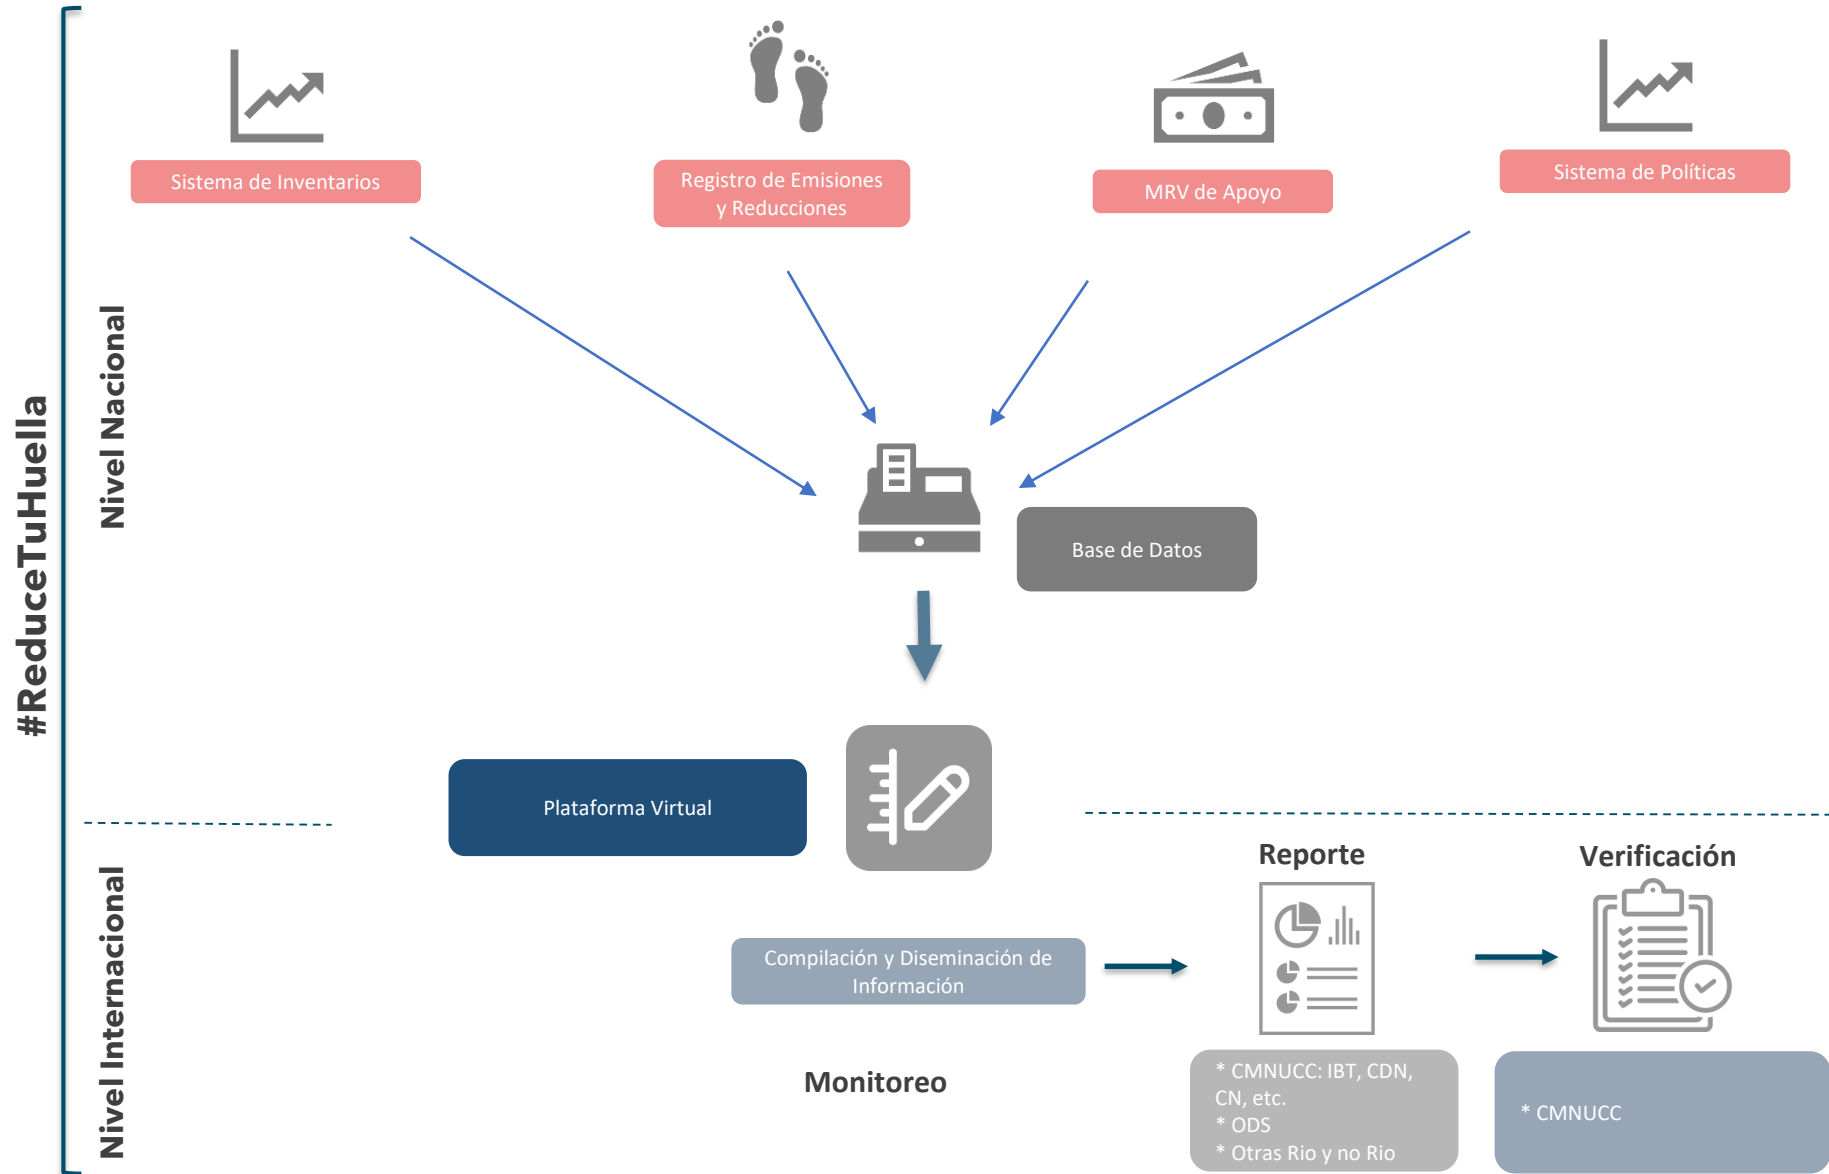 #ReduceTuHuella
Nivel Nacional
Sistema de Inventarios
Registro de Emisiones
y Reducciones
MRV de Apoyo
Sistema de Políticas
Base de Datos
Plataforma Virtual
Nivel Internacional
Compilación y Diseminación de
Información
Monitoreo
Reporte
* CMNUCC: IBT, CDN,
CN, etc.
* ODS
* Otras Rio y no Rio
Verificación
* CMNUCC